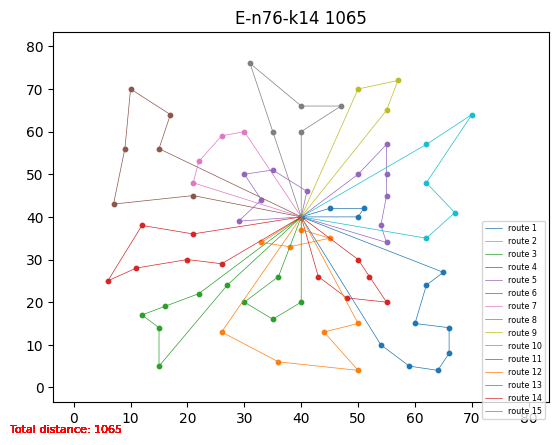 E-n76-k14 1065
80
70
60
50
40
30
20
10
0
0 10 20 30 40 50 60 70 80
route 1
route 2
route 3
route 4
route 5
route 6
route 7
route 8
route 9
route 10
route 11
route 12
route 13
route 14
route 15
Total distance: 1065